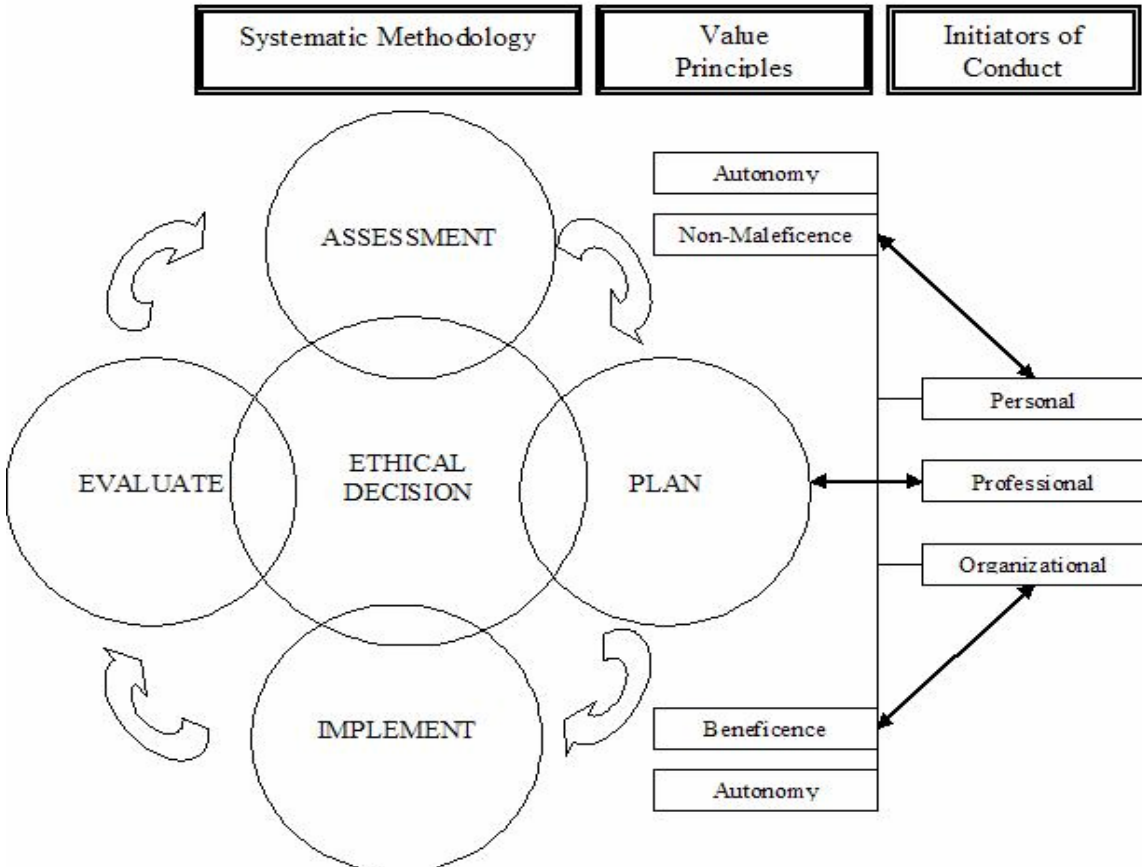 Systematic Methodology
Value
Principles
Initiators of
Conduct
Autonomy
ASSESSMENT
Non-Maleficence
Personal
EVALUATE
ETHICAL
DECISION
PLAN
Professional
Organizational
IMPLEMENT
Beneficence
Autonomy